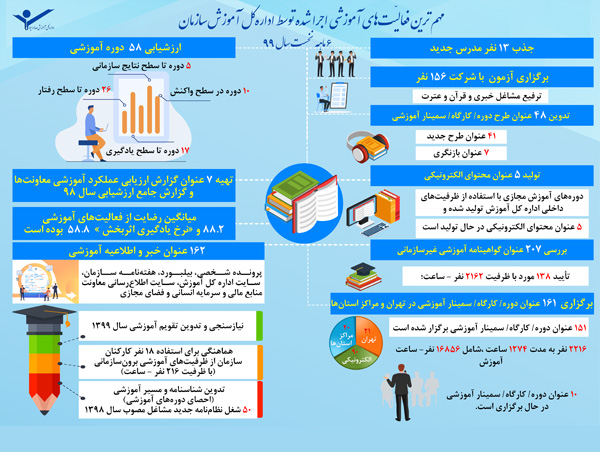 مهم ترین فعالیت‌های آموزشی اجرا شده توسط اداره کل آموزش سازمان
۶ ماهه نخست سال ۹۹
جذب ۱۳ نفر مدرس جدید
برگزاری آزمون با شرکت ۱۵۶ نفر
ترفیع مشاغل خبری و قرآن و عترت
تدوین ۴۸ عنوان طرح دوره/ کارگاه/ سمینار آموزشی
۴۱ عنوان طرح جدید
۷ عنوان بازنگری
تولید ۵ عنوان محتوای الکترونیکی
دوره‌های آموزش مجازی با استفاده از ظرفیت‌های
داخلی اداره کل آموزش تولید شده و
۵ عنوان محتوای الکترونیکی در حال تولید است
بررسی ۲۰۷ عنوان گواهینامه آموزشی غیرسازمانی
تأیید ۱۳۸ مورد با ظرفیت ۲۱۶۲ نفر - ساعت؛
برگزاری ۱۶۱ عنوان دوره/ کارگاه/ سمینار آموزشی در تهران و مراکز استان‌ها
۱۵۱ عنوان دوره/ کارگاه/ سمینار آموزشی برگزار شده است
۲۲۱۶ نفر به مدت ۱۲۷۴ ساعت ،شامل ۱۶۸۵۶ نفر- ساعت
آموزش
۲۱
تهران
۲۰
مراکز
استان‌ها
الکترونیکی
۱۰ عنوان دوره/ کارگاه/ سمینار آموزشی
در حال برگزاری است.
ارزشیابی ۵۸ دوره آموزشی
۵ دوره تا سطح نتایج سازمانی
۲۶ دوره تا سطح رفتار
۱۰ دوره در سطح واکنش
۱۷ دوره تا سطح یادگیری
تهیه ۷ عنوان گزارش ارزیابی عملکرد آموزشی معاونت‌ها
و گزارش جامع ارزشیابی سال ۹۸
میانگین رضایت از فعالیت‌های آموزشی
۸۸.۲ و «نرخ یادگیری اثربخش » ۵۸.۸ بوده است
۱۶۲ عنوان خبر و اطلاعیه آموزشی
پرونده شخصی، بیلبورد، هفته‌نامه سازمان،
سایت اداره کل آموزش، سایت اطلاع‌رسانی معاونت
منابع مالی و سرمایه انسانی و فضای مجازی
نیازسنجی و تدوین تقویم آموزشی سال ۱۳۹۹
هماهنگی برای استفاده ۱۸ نفر کارکنان
سازمان از ظرفیت‌های آموزشی برون‌سازمانی
(با ظرفیت ۲۱۶ نفر - ساعت)
تدوین شناسنامه و مسیر آموزشی
(احصای دوره‌های آموزشی)
۵۰ شغل نظام‌نامه جدید مشاغل مصوب سال ۱۳۹۸